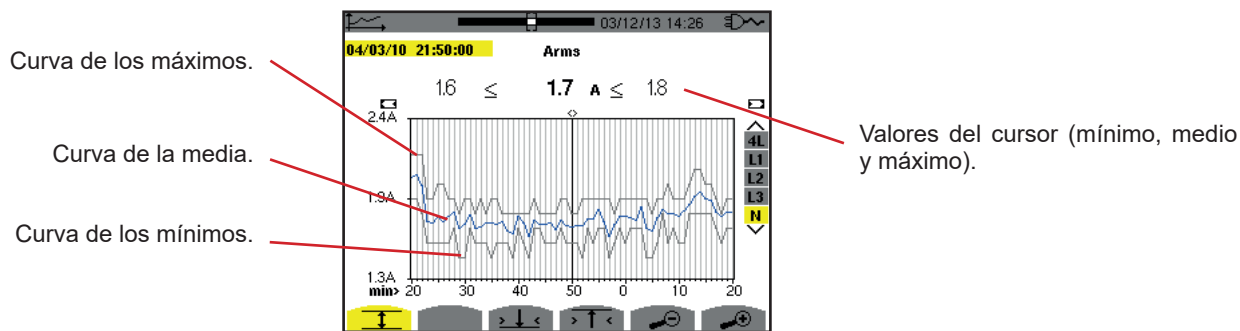 03/12/13 14:26
04/03/10 21:50:00 Arms
Curva de los máximos.
1.6 ≤ 1.7 A ≤ 1.8
2.4A
4L
L1
L2
L3
N
Valores del cursor (mínimo, medio
y máximo).
Curva de la media.
1.9A
Curva de los mínimos.
1.3A
min> 20 30 40 50 0 10 20